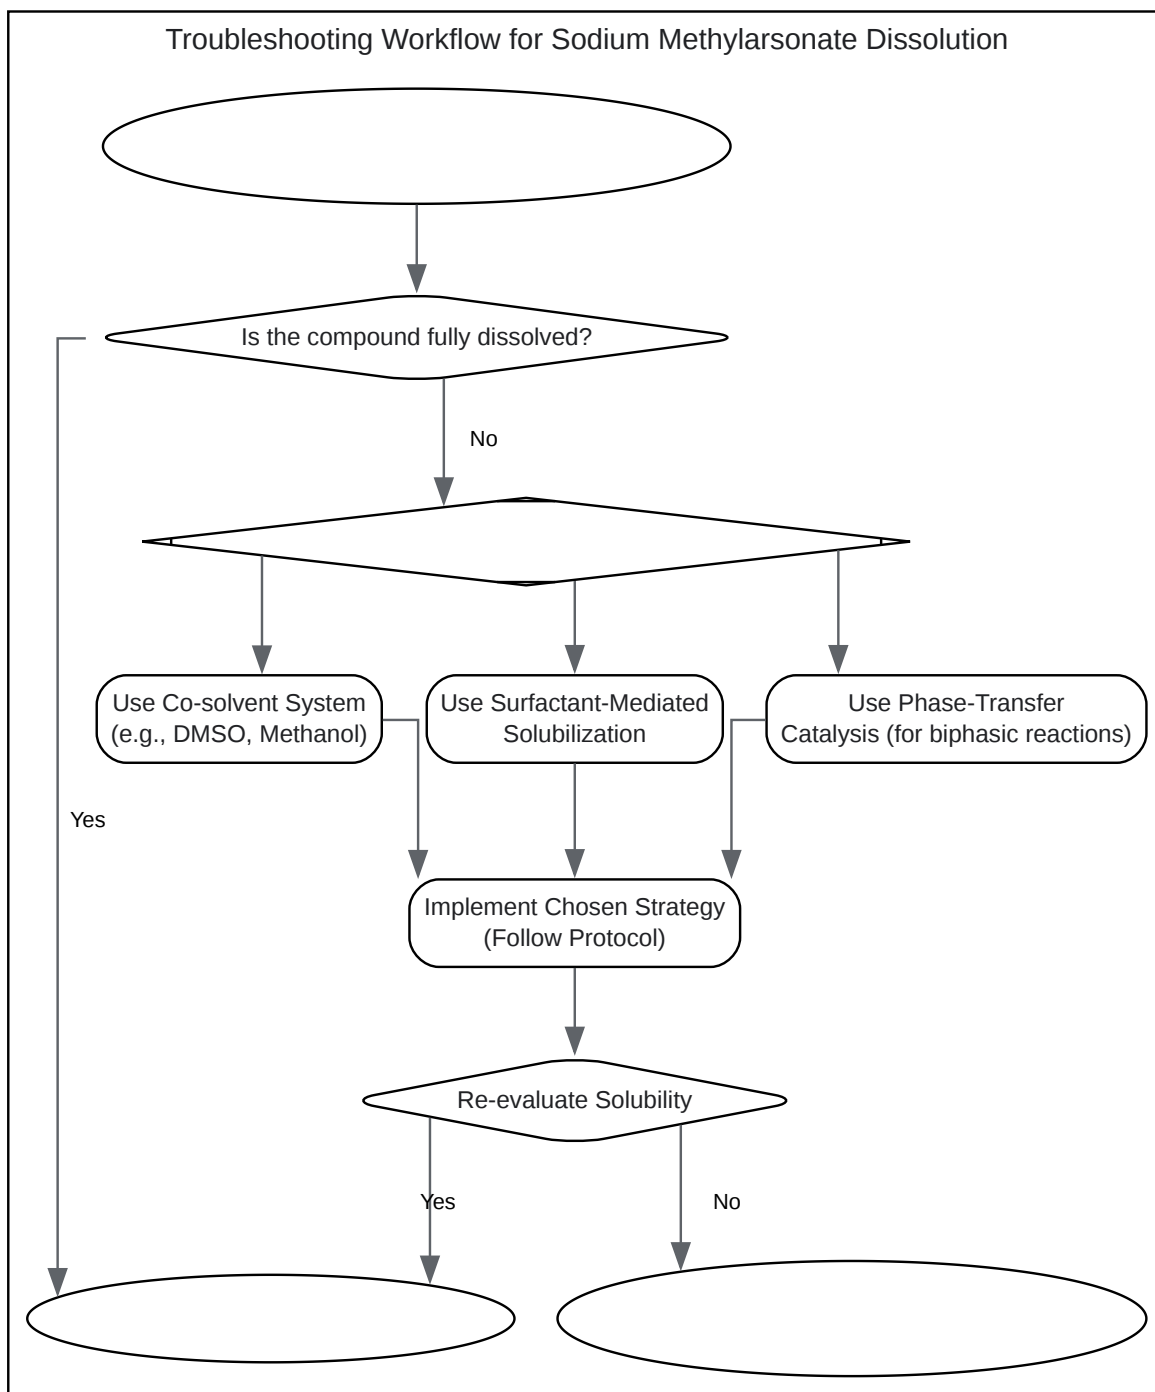 Troubleshooting Workflow for Sodium Methylarsonate Dissolution
Is the compound fully dissolved?
No
Use Co-solvent System
(e.g., DMSO, Methanol)
Use Surfactant-Mediated
Solubilization
Use Phase-Transfer
Catalysis (for biphasic reactions)
Yes
Implement Chosen Strategy
(Follow Protocol)
Re-evaluate Solubility
Yes
No